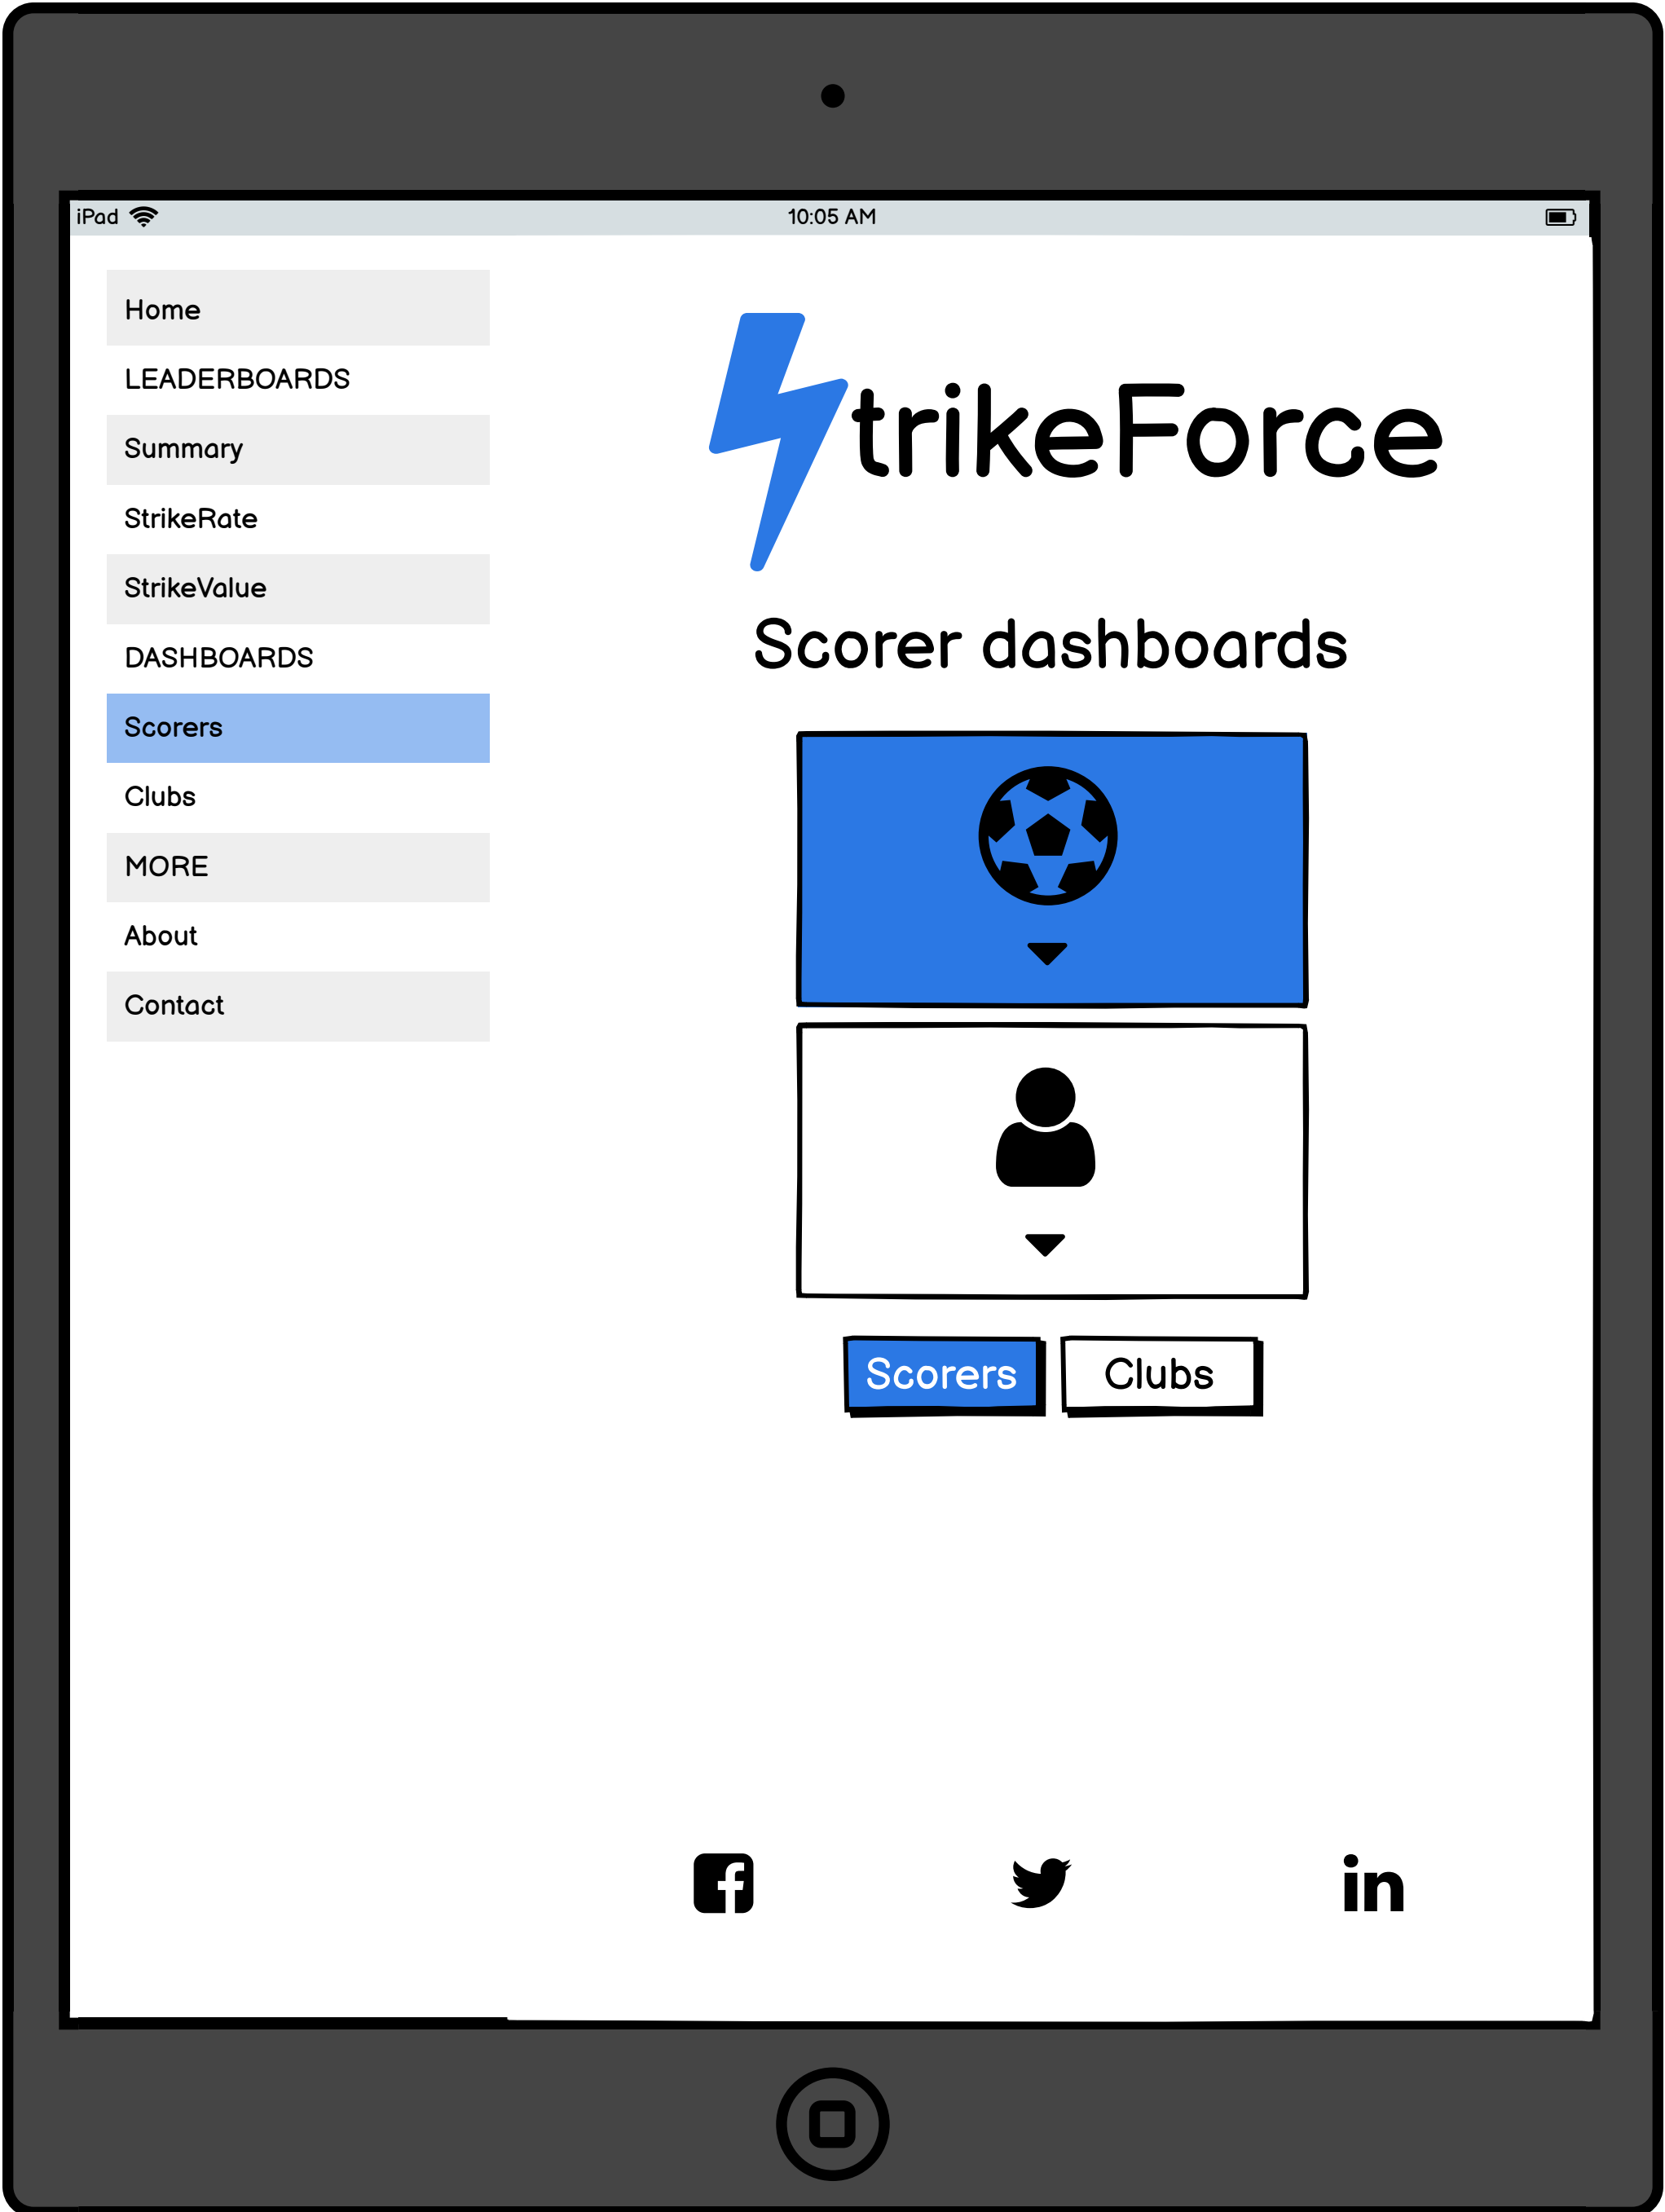 iPad 10:05 AM
Home
LEADERBOARDS
Summary
StrikeRate
StrikeValue
DASHBOARDS
Scorers
Clubs
MORE
About
Contact
trikeForce
Scorer dashboards
Scorers Clubs